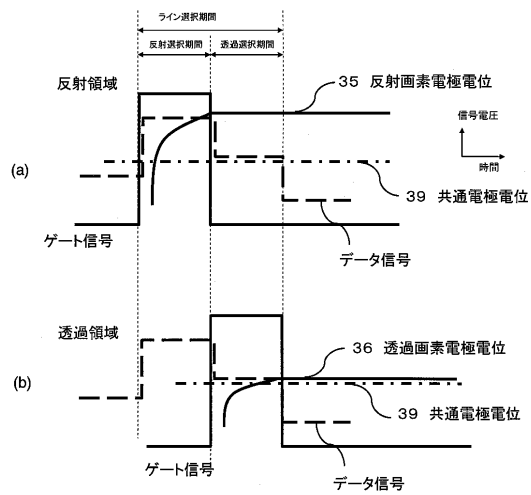 ライン選択期間
反射選択期間
透過選択期間
反射領域
35 反射画素電極電位
信号電圧
時間
(a)
39 共通電極電位
ゲート信号
データ信号
透過領域
36 透過画素電極電位
(b)
39 共通電極電位
ゲート信号
データ信号